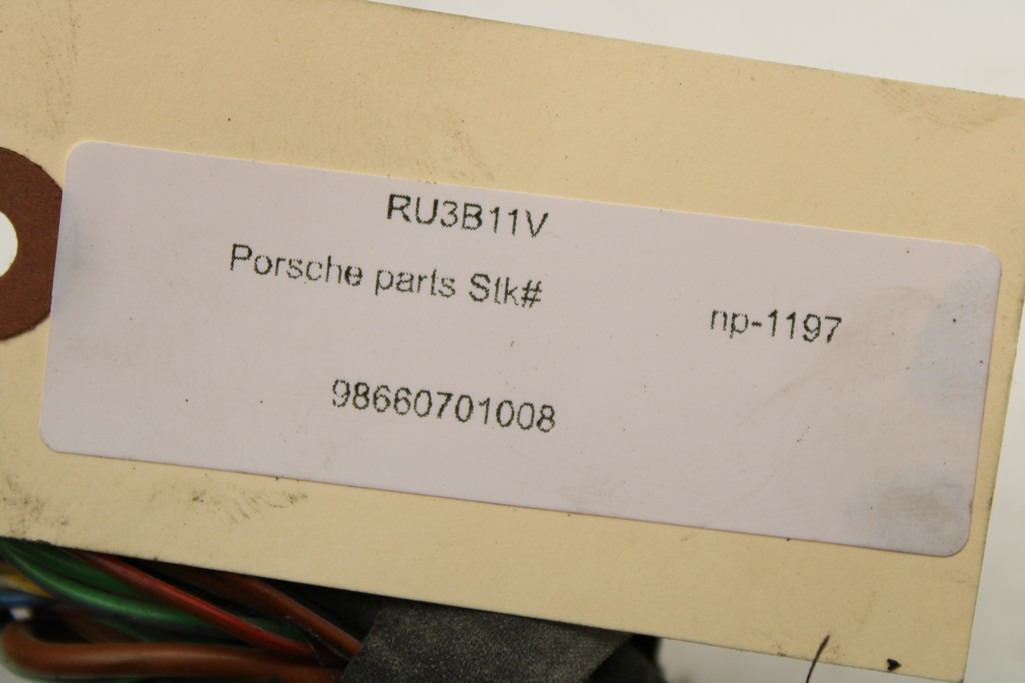 RU3B11V
Porsche parts Stk# np-1197
98660701008